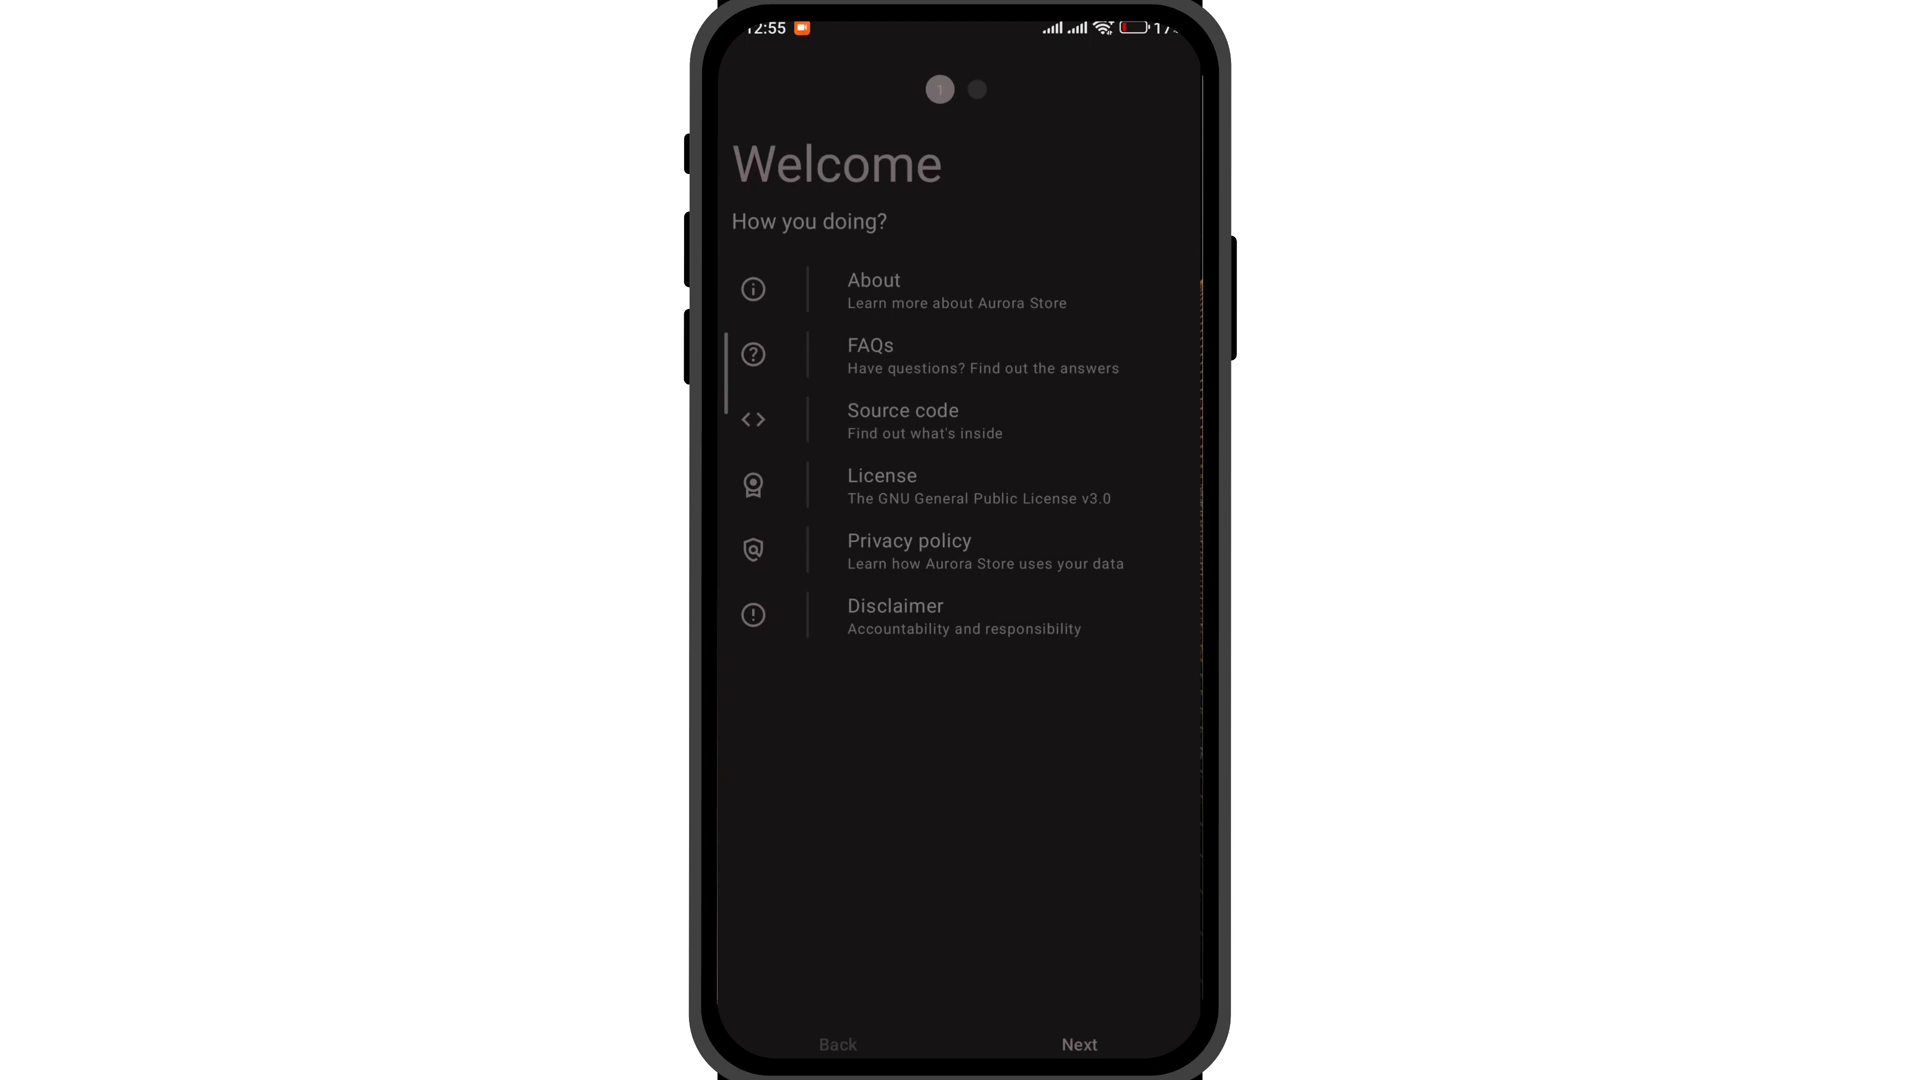 12:55
1
Welcome
How you doing?
About
Learn more about Aurora Store
FAQs
Have questions? Find out the answers
Source code
Find out what's inside
License
The GNU General Public License v3.0
Privacy policy
Learn how Aurora Store uses your data
Disclaimer
Accountability and responsibility
Back Next